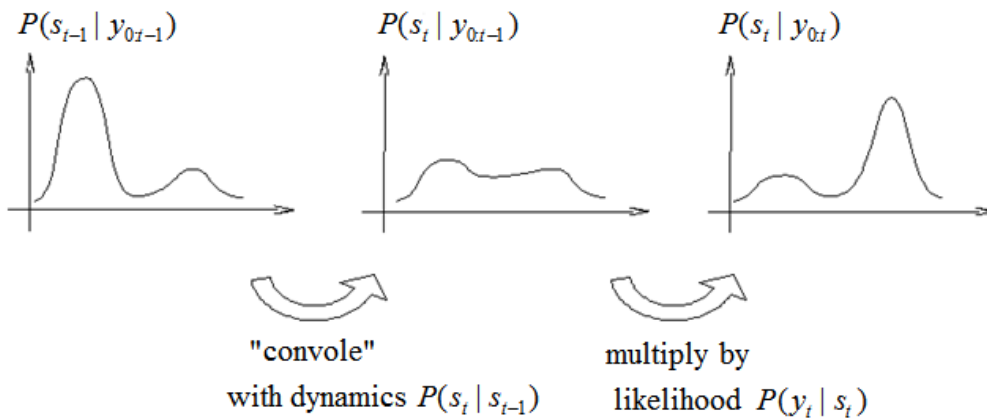 P(s_{t-1} | y_{0:t-1})
P(s_t | y_{0:t-1})
P(s_t | y_{0:t})
"convole"
with dynamics P(s_t | s_{t-1})
multiply by
likelihood P(y_t | s_t)